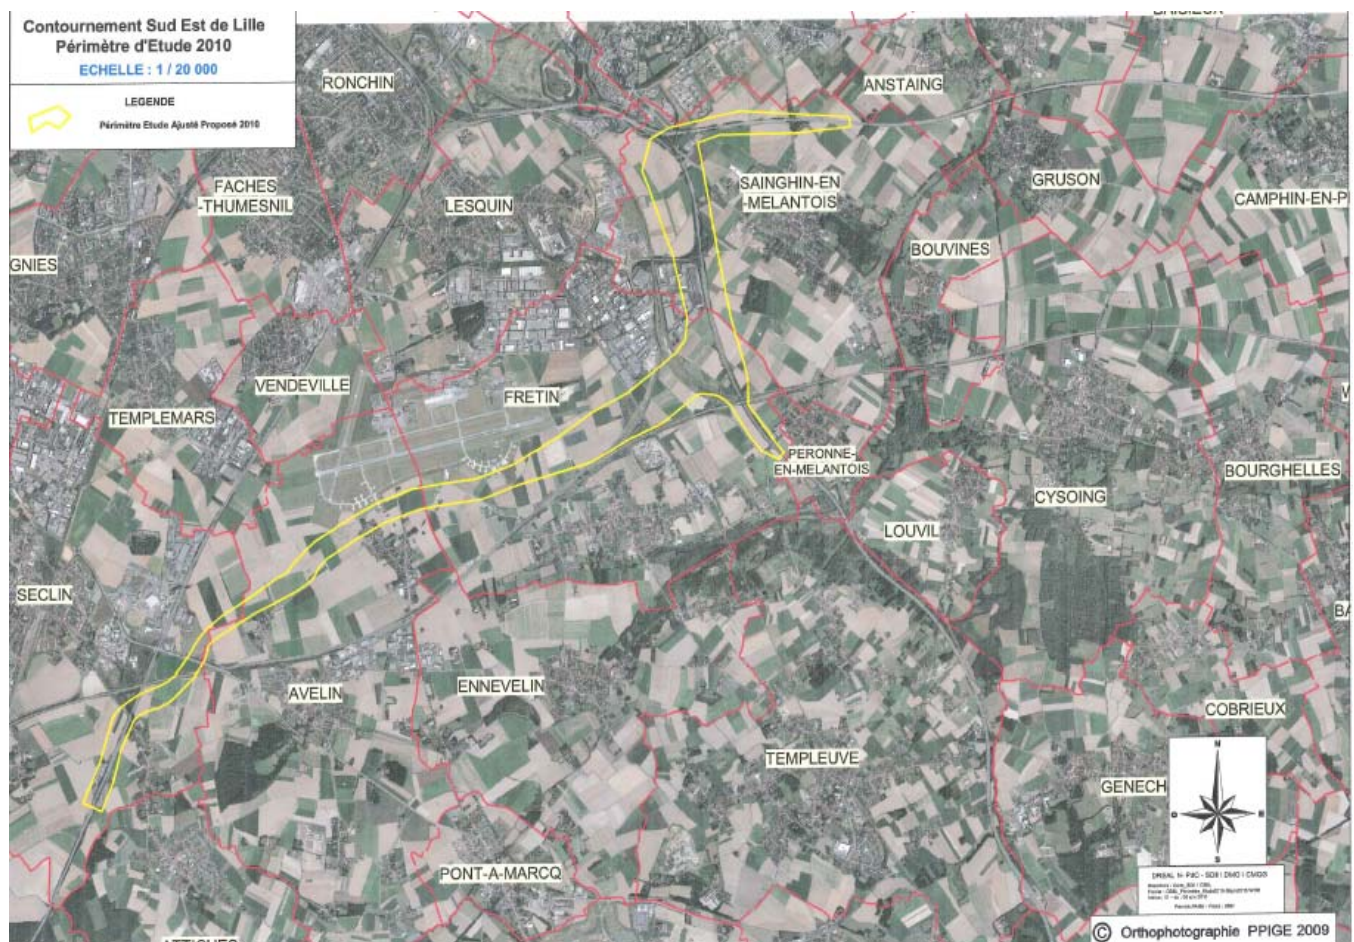 Contournement Sud Est de Lille
Périmètre d'Etude 2010
ECHELLE : 1 / 20 000
LEGENDE
Périmètre Etude Ajusté Proposé 2010
RONCHIN
ANSTAING
FACHES
-THUMESNIL
LESQUIN
SAINGHIN-EN
-MELANTOIS
GRUSON
CAMPHIN-EN-P
BOUVINES
GNIES
VENDEVILLE
FRETIN
TEMPLEMARS
PERONNE-
EN-MELANTOIS
BOURGHELLES
CYSOING
LOUVIL
SECLIN
BA
AVELIN
ENNEVELIN
COBRIEUX
TEMPLEUVE
GENECH
N
S
PONT-A-MARCQ
© Orthophotographie PPIGE 2009